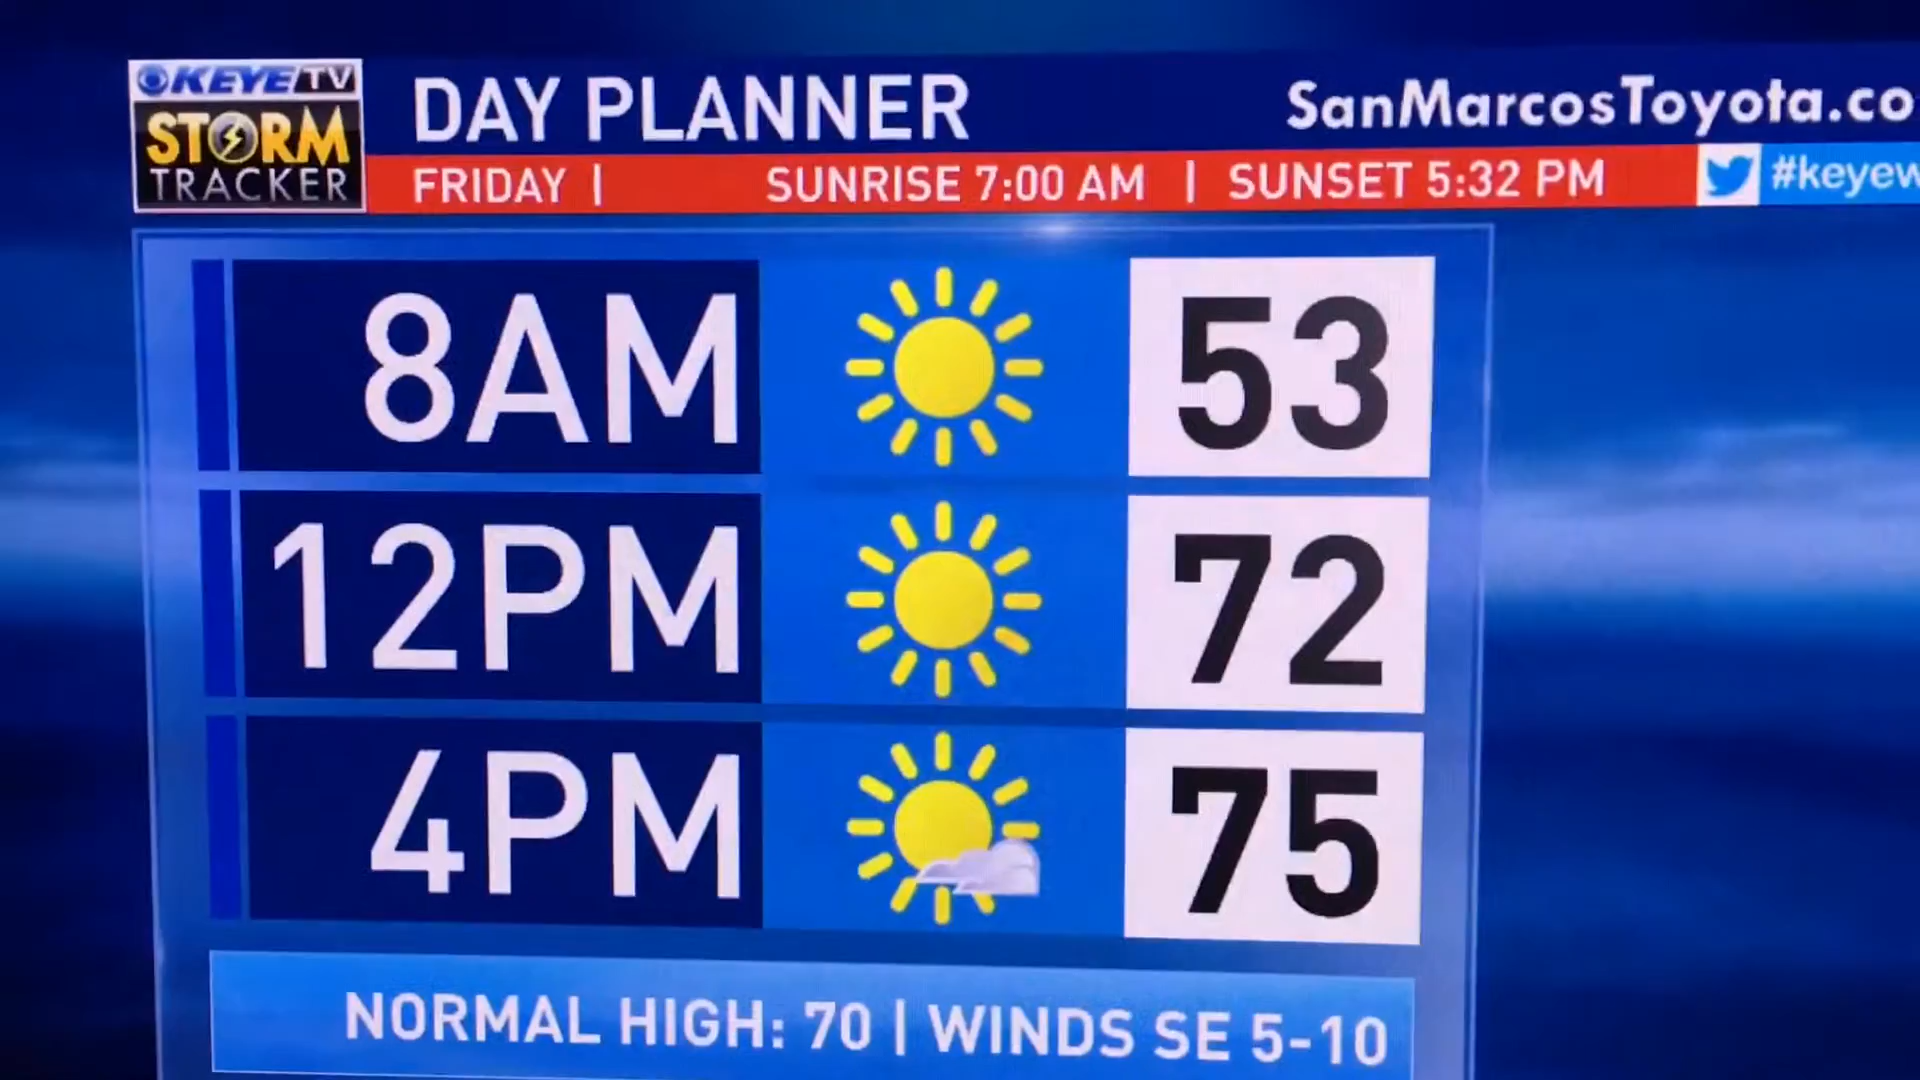 KEYE TV
STORM
TRACKER
DAY PLANNER
SanMarcosToyota.co
FRIDAY | SUNRISE 7:00 AM | SUNSET 5:32 PM
#keyew
8AM 53
12PM 72
4PM 75
NORMAL HIGH: 70 | WINDS SE 5-10